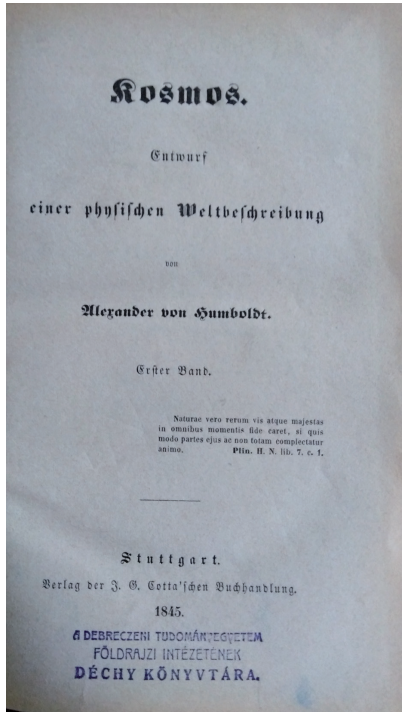 Kosmos.
Entwurf
einer physischen Weltbeschreibung
von
Alexander von Humboldt.
Erster Band.
Naturae vero rerum vis atque majestas
in omnibus momentis fide caret, si quis
modo partes ejus ac non totam complectatur
animo. Plin. H. N. lib. 7. c. 1.
Stuttgart.
Verlag der J. G. Cotta'schen Buchhandlung.
1845.
A DEBRECZENI TUDOMÁNYEGYETEM
FÖLDRAJZI INTÉZETÉNEK
DÉCHY KÖNYVTÁRA.